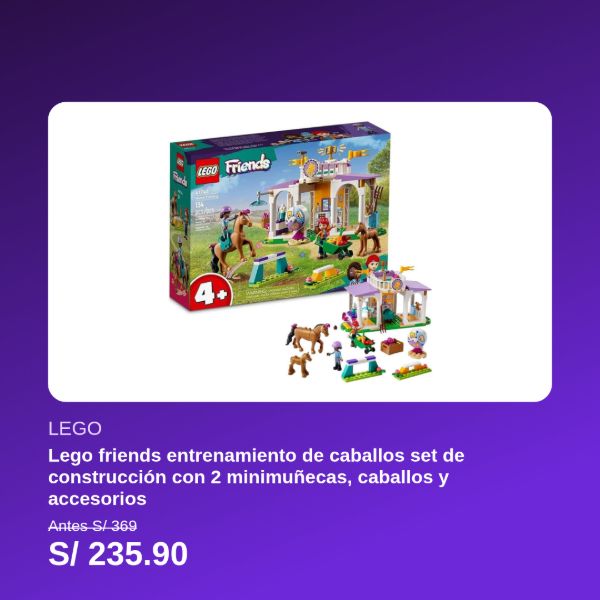 LEGO
Friends
134
4+
LEGO
Lego friends entrenamiento de caballos set de
construcción con 2 minimuñecas, caballos y
accesorios
Antes S/ 369
S/ 235.90